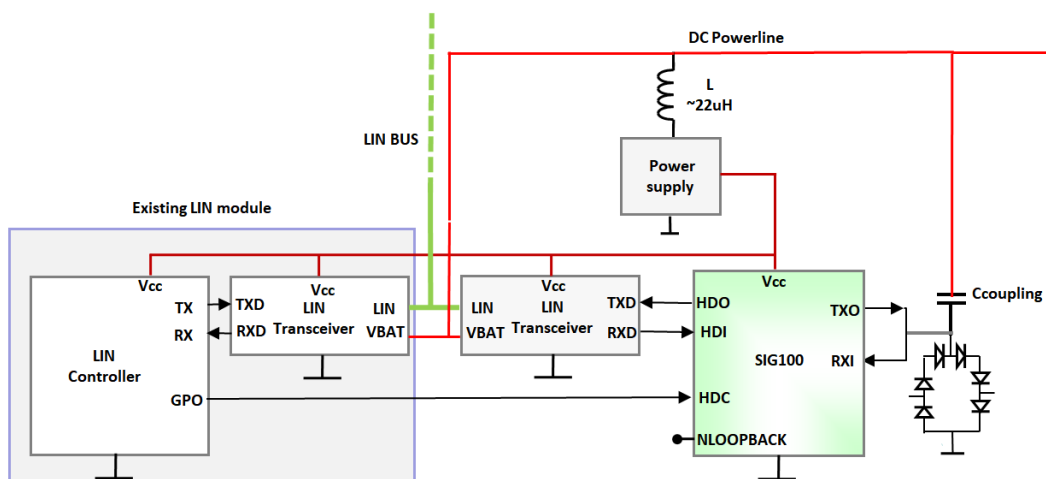 DC Powerline
L
~22uH
LIN BUS
Power
supply
Existing LIN module
Vcc
TX
RX
LIN
Controller
GPO
TXD
RXD
Vcc
LIN
Transceiver
LIN
VBAT
LIN
VBAT
Vcc
LIN
Transceiver
TXD
RXD
HDO
HDI
HDC
NLOOPBACK
Vcc
SIG100
TXO
RXI
Ccoupling